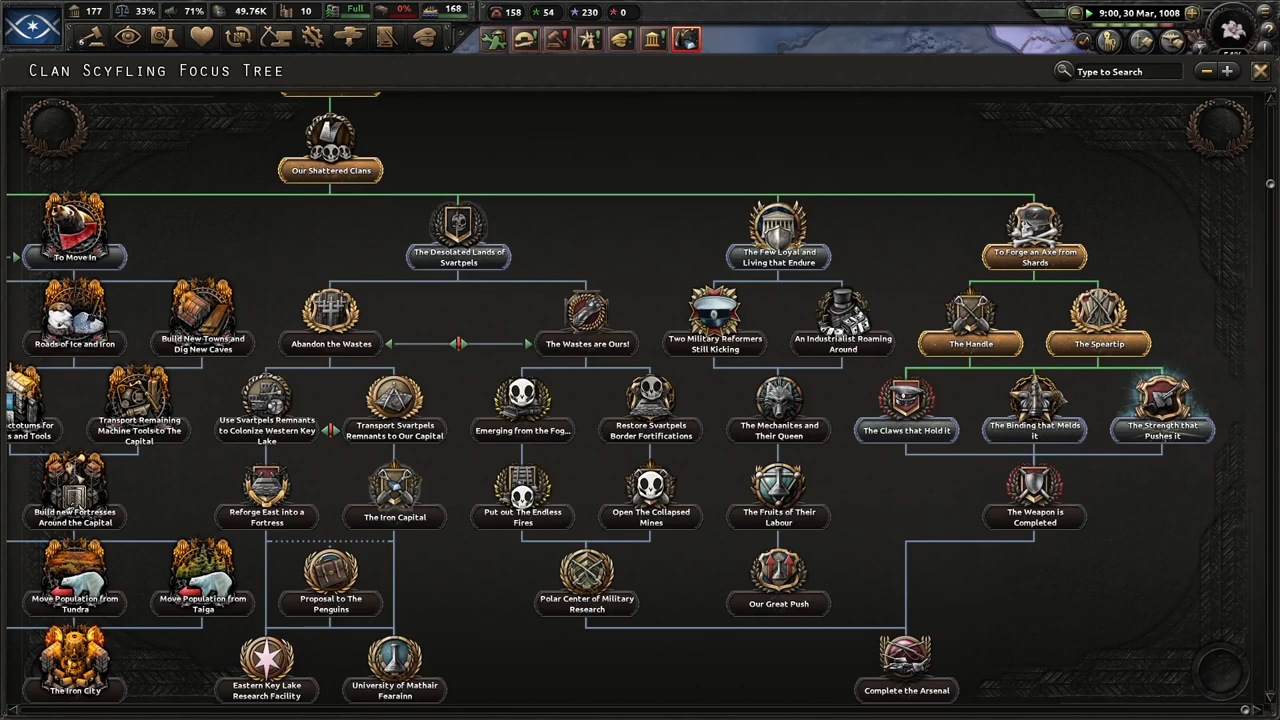 177
33%
71%
49.76K
10
Full
0%
168
158
54
230
0
9:00, 30 Mar, 1008
54%
Clan Scyfling Focus Tree
Type to Search
Our Shattered Clans
To Move In
The Desolated Lands of
Svartpels
The Few Loyal and
Living that Endure
To Forge an Axe from
Shards
Roads of Ice and Iron
Build New Towns and
Dig New Caves
Abandon the Wastes
The Wastes are Ours!
Two Military Reformers
Still Kicking
An Industrialist Roaming
Around
The Handle
The Speartip
s and Tools
Transport Remaining
Machine Tools to The
Capital
Use Svartpels Remnants
to Colonize Western Key
Lake
Transport Svartpels
Remnants to Our Capital
Emerging from the Fog...
Restore Svartpels
Border Fortifications
The Mechanites and
Their Queen
The Claws that Hold it
The Binding that Melds
it
The Strength that
Pushes it
Build new Fortresses
Around the Capital
Reforge East into a
Fortress
The Iron Capital
Put out The Endless
Fires
Open The Collapsed
Mines
The Fruits of Their
Labour
The Weapon is
Completed
Move Population from
Tundra
Move Population from
Taiga
Proposal to The
Penguins
Polar Center of Military
Research
Our Great Push
The Iron City
Eastern Key Lake
Research Facility
University of Mathair
Fearainn
Complete the Arsenal